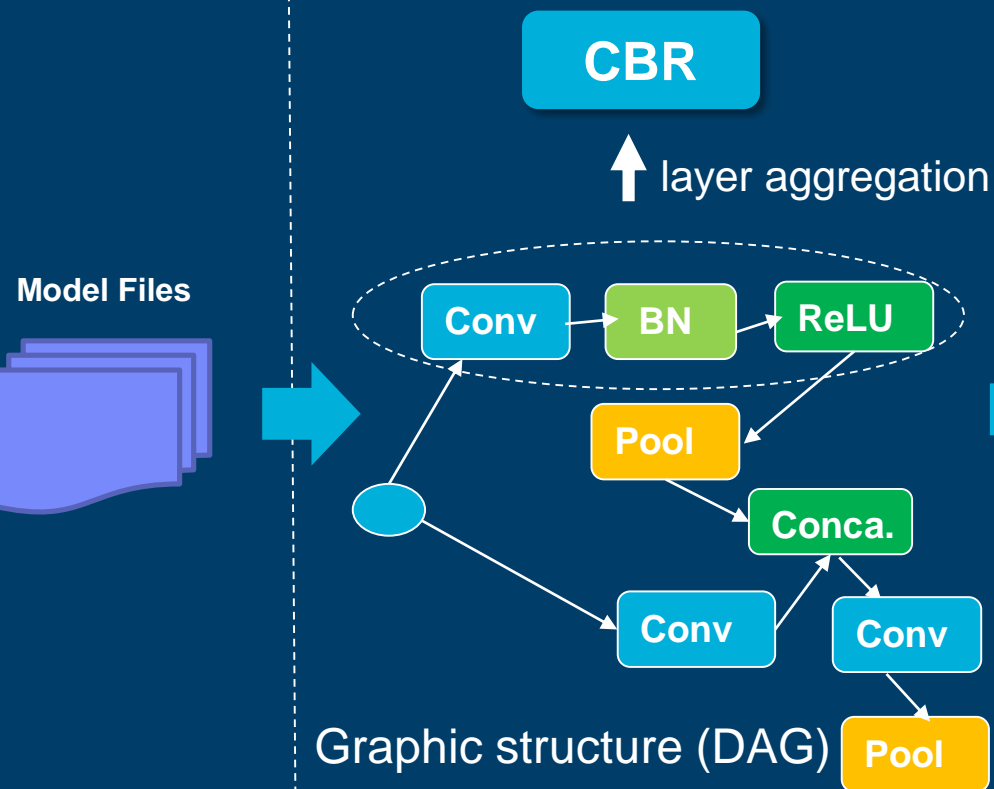 CBR
layer aggregation
Model Files
Conv
BN
ReLU
Pool
Conca.
Conv
Conv
Graphic structure (DAG)
Pool